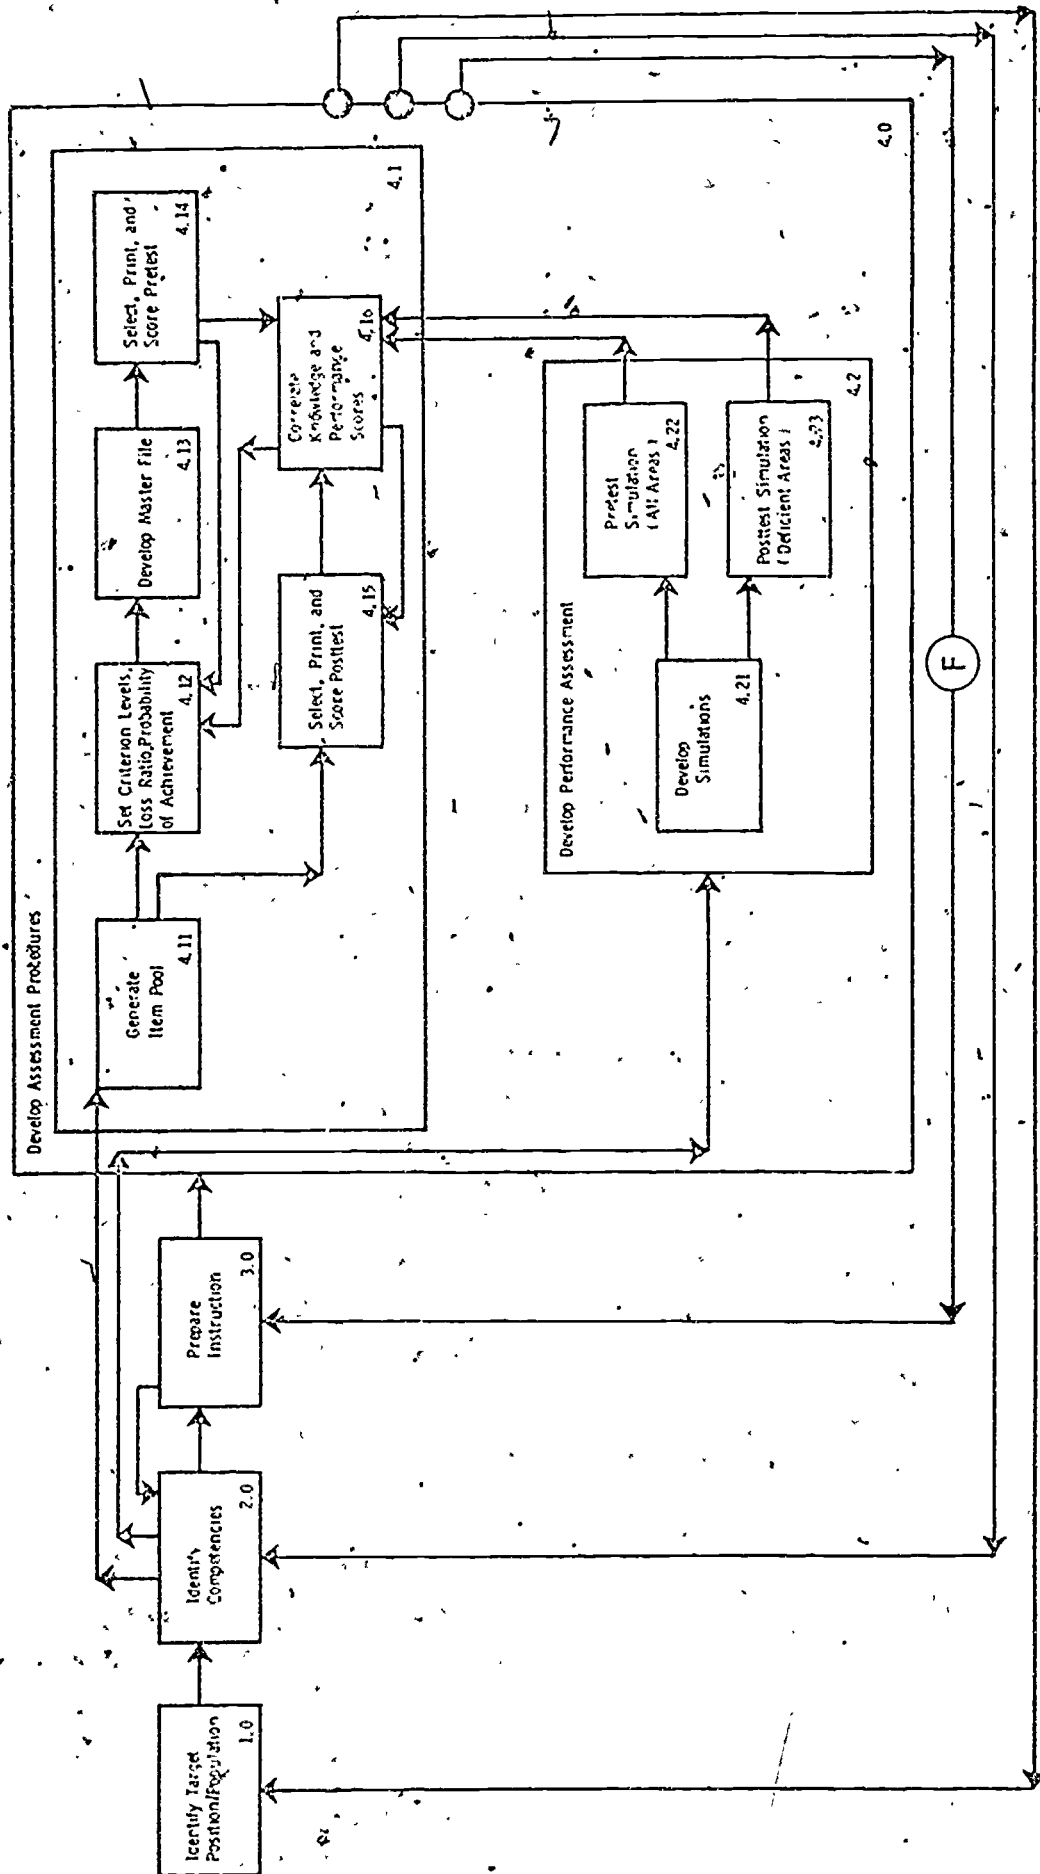 Identify Target
Position/Population
1.0
Identify
Competencies
2.0
Prepare
Instruction
3.0
Develop Assessment Procedures
Generate
Item Pool
4.11
Set Criterion Levels,
Loss Ratio, Probability
of Achievement
4.12
Develop Master File
4.13
Select, Print, and
Score Pretest
4.14
Select, Print, and
Score Posttest
4.15
Correlate
Knowledge and
Performance
Scores
4.16
4.1
Develop Performance Assessment
Develop
Simulations
4.21
Pretest
Simulation
(All Areas)
4.22
Posttest Simulation
(Deficient Areas)
4.23
4.2
4.0
F